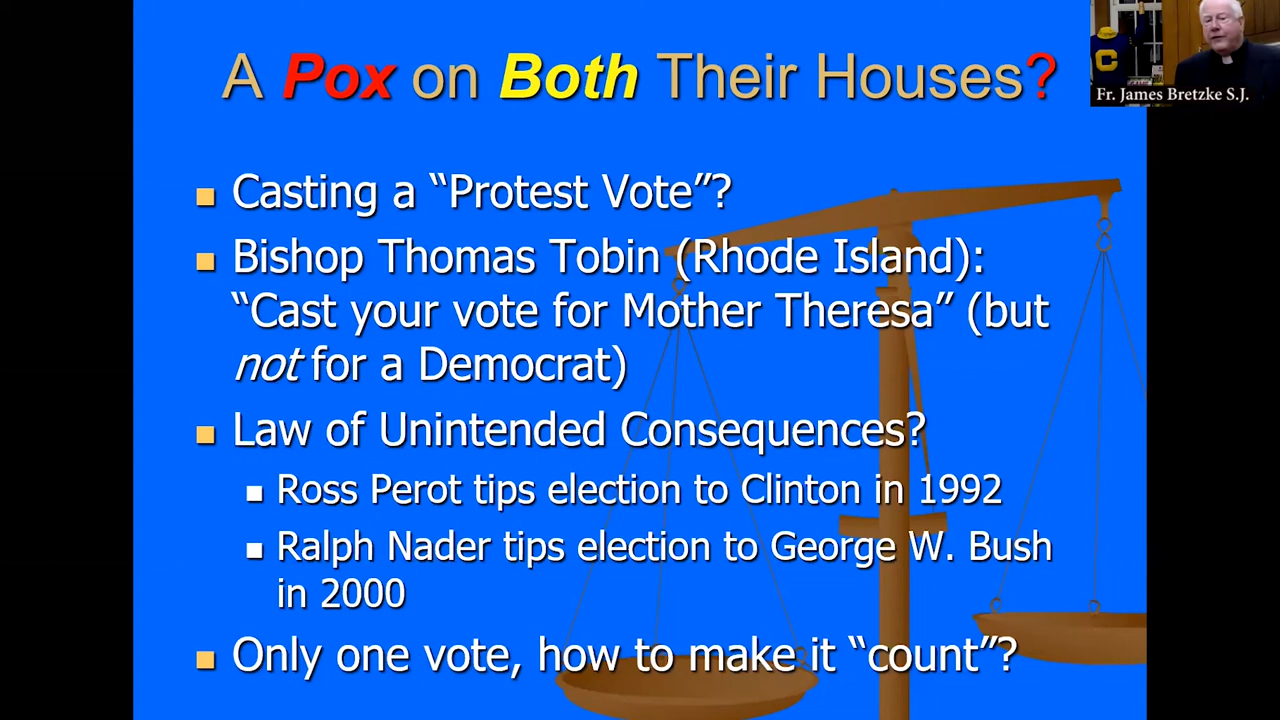 A Pox on Both Their Houses?
Fr. James Bretzke S.J.
C
Casting a “Protest Vote”?
Bishop Thomas Tobin (Rhode Island):
“Cast your vote for Mother Theresa” (but
not for a Democrat)
Law of Unintended Consequences?
Ross Perot tips election to Clinton in 1992
Ralph Nader tips election to George W. Bush
in 2000
Only one vote, how to make it “count”?